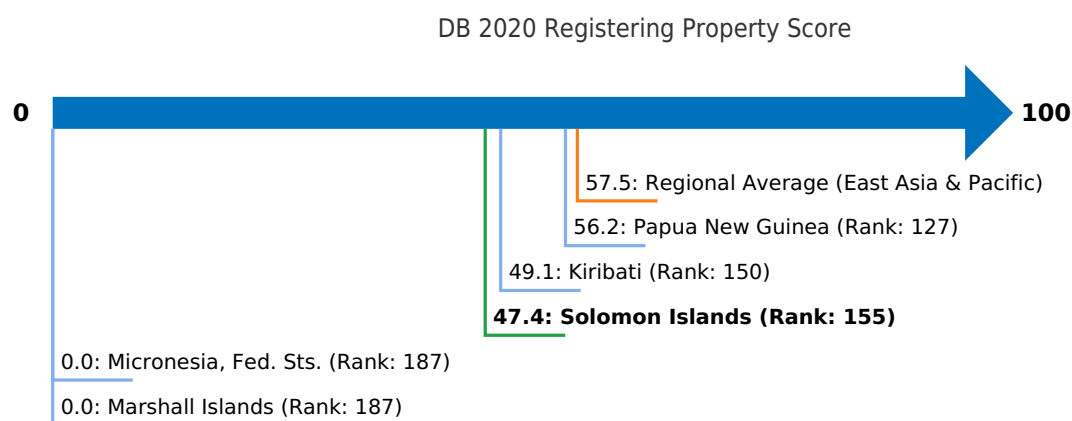 DB 2020 Registering Property Score
0
100
57.5: Regional Average (East Asia & Pacific)
56.2: Papua New Guinea (Rank: 127)
49.1: Kiribati (Rank: 150)
47.4: Solomon Islands (Rank: 155)
0.0: Micronesia, Fed. Sts. (Rank: 187)
0.0: Marshall Islands (Rank: 187)